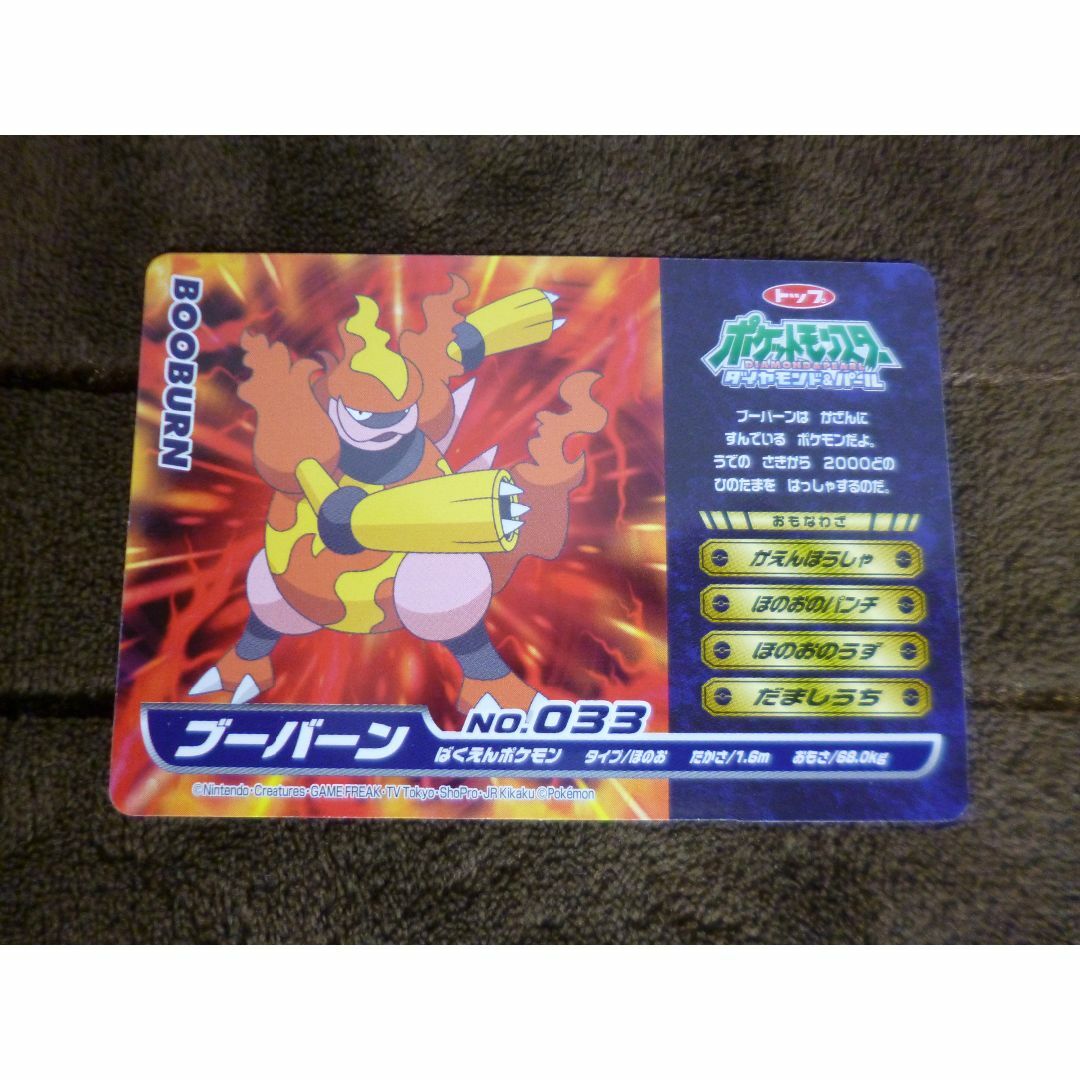 BOOBURN
トップ
ポケットモンスター
DIAMOND&PEARL
ダイヤモンド&パール
ブーバーンは かざんに
すんでいる ポケモンだよ。
うでの さきから 2000どの
ひのたまを はっしゃするのだ。
おもなわざ
かえんほうしゃ
ほのおのパンチ
ほのおのうず
だましうち
ブーバーン
NO.033
ばくえんポケモン タイプ/ほのお たかさ/1.6m おもさ/68.0kg
©Nintendo・Creatures・GAME FREAK・TV Tokyo・ShoPro・JR Kikaku ©Pokémon